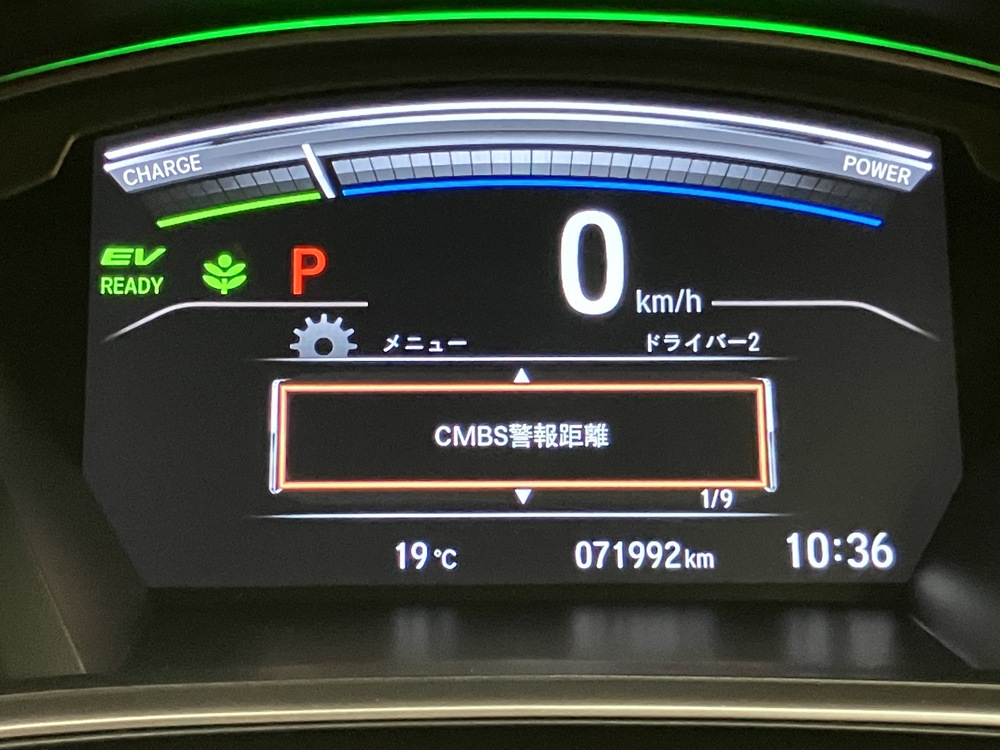 CHARGE
POWER
EV
READY
P
0 km/h
メニュー
ドライバー2
CMBS警報距離
1/9
19℃
071992km
10:36